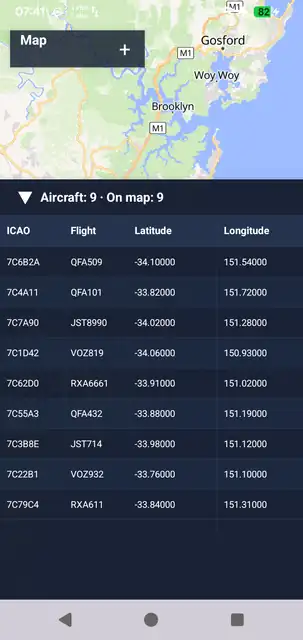 07:41
82
M1
Map
+
Gosford
M1
Woy Woy
Brooklyn
M1
Aircraft: 9 · On map: 9
ICAO Flight Latitude Longitude
7C6B2A QFA509 -34.10000 151.54000
7C4A11 QFA101 -33.82000 151.72000
7C7A90 JST8990 -34.02000 151.28000
7C1D42 VOZ819 -34.06000 150.93000
7C62D0 RXA6661 -33.91000 151.02000
7C55A3 QFA432 -33.88000 151.19000
7C3B8E JST714 -33.98000 151.12000
7C22B1 VOZ932 -33.76000 151.10000
7C79C4 RXA611 -33.84000 151.31000